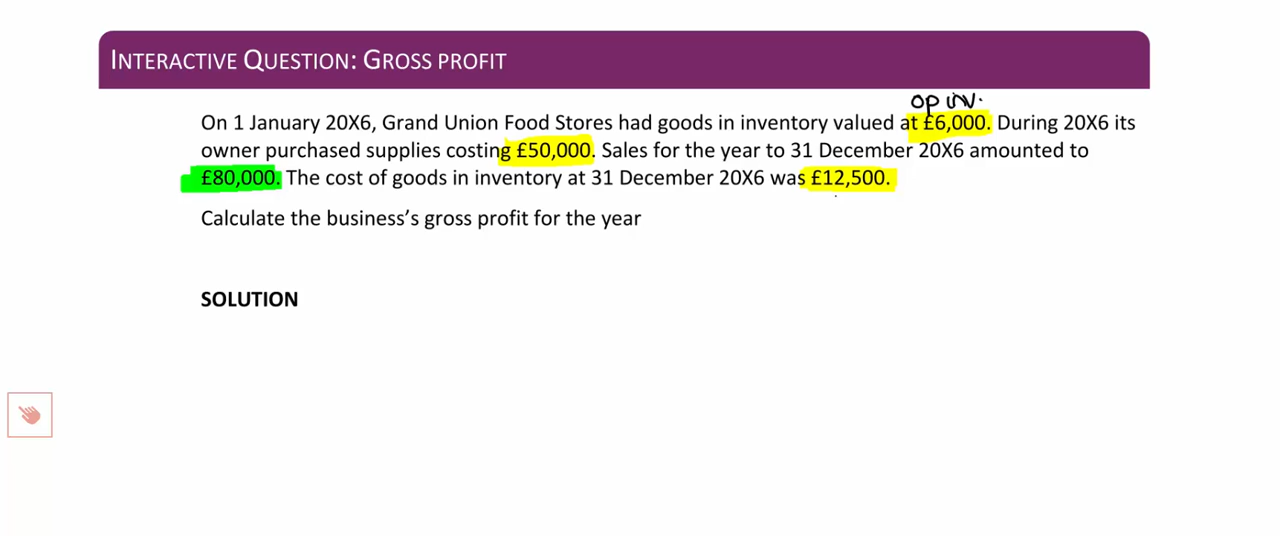 INTERACTIVE QUESTION: GROSS PROFIT
op inv.
On 1 January 20X6, Grand Union Food Stores had goods in inventory valued at £6,000. During 20X6 its
owner purchased supplies costing £50,000. Sales for the year to 31 December 20X6 amounted to
£80,000. The cost of goods in inventory at 31 December 20X6 was £12,500.
Calculate the business's gross profit for the year
SOLUTION